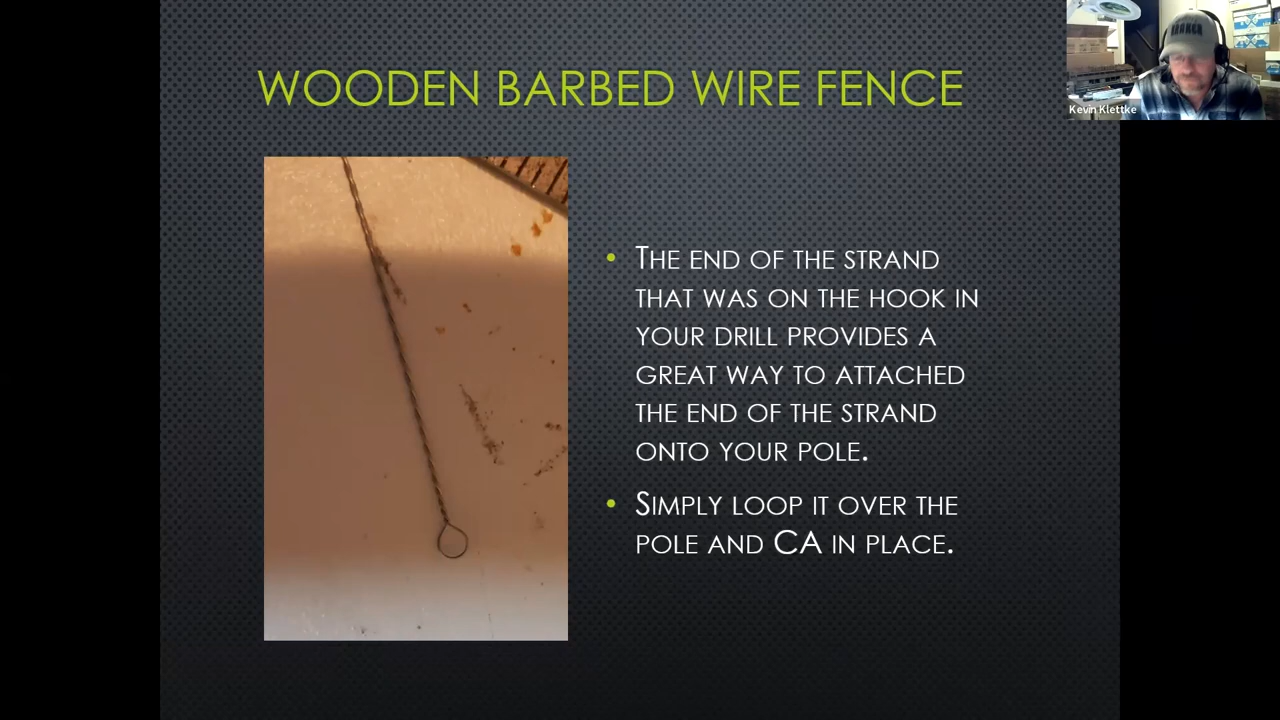 WOODEN BARBED WIRE FENCE
Kevin Klettke
• THE END OF THE STRAND
THAT WAS ON THE HOOK IN
YOUR DRILL PROVIDES A
GREAT WAY TO ATTACHED
THE END OF THE STRAND
ONTO YOUR POLE.
• SIMPLY LOOP IT OVER THE
POLE AND CA IN PLACE.